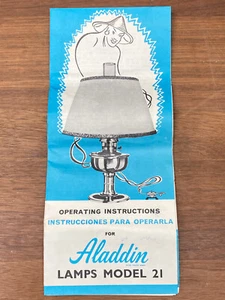 OPERATING INSTRUCTIONS
INSTRUCCIONES PARA OPERARLA
FOR
Aladdin
LAMPS MODEL 21